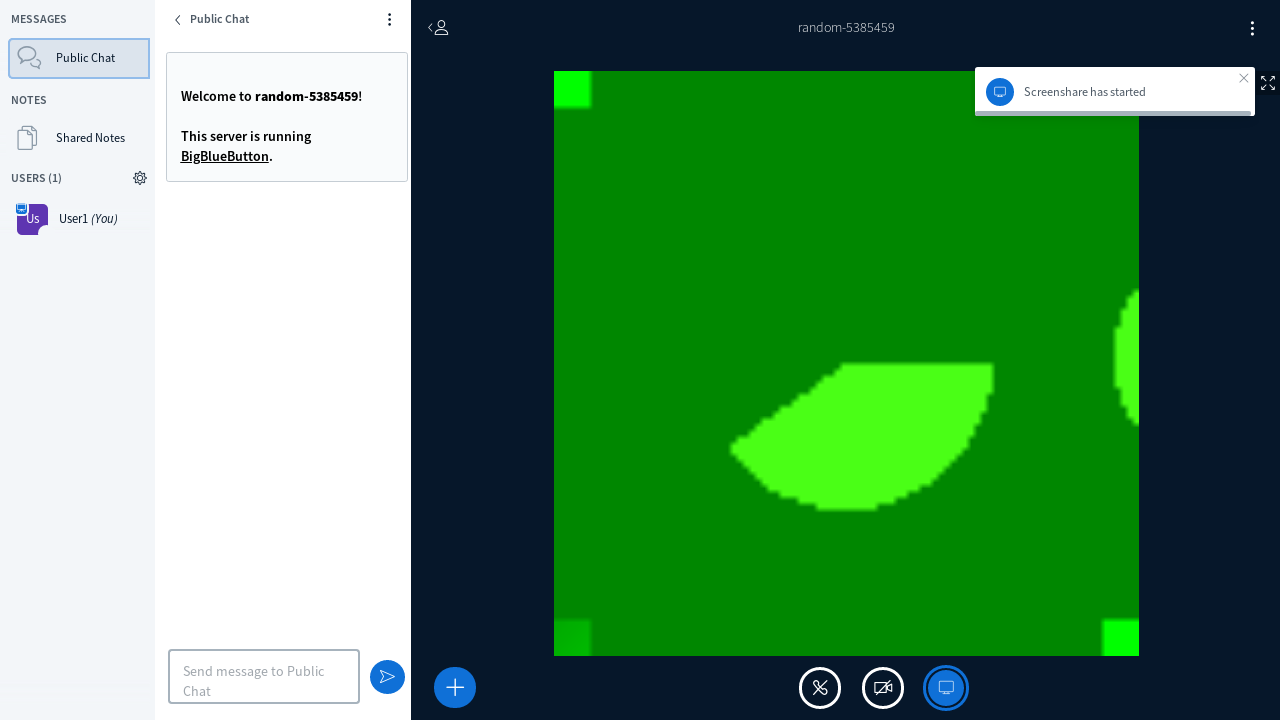 MESSAGES
Public Chat
NOTES
Shared Notes
USERS (1)
Us
User1 (You)
Public Chat
Welcome to random-5385459!
This server is running
BigBlueButton.
Send message to Public
Chat
random-5385459
Screenshare has started